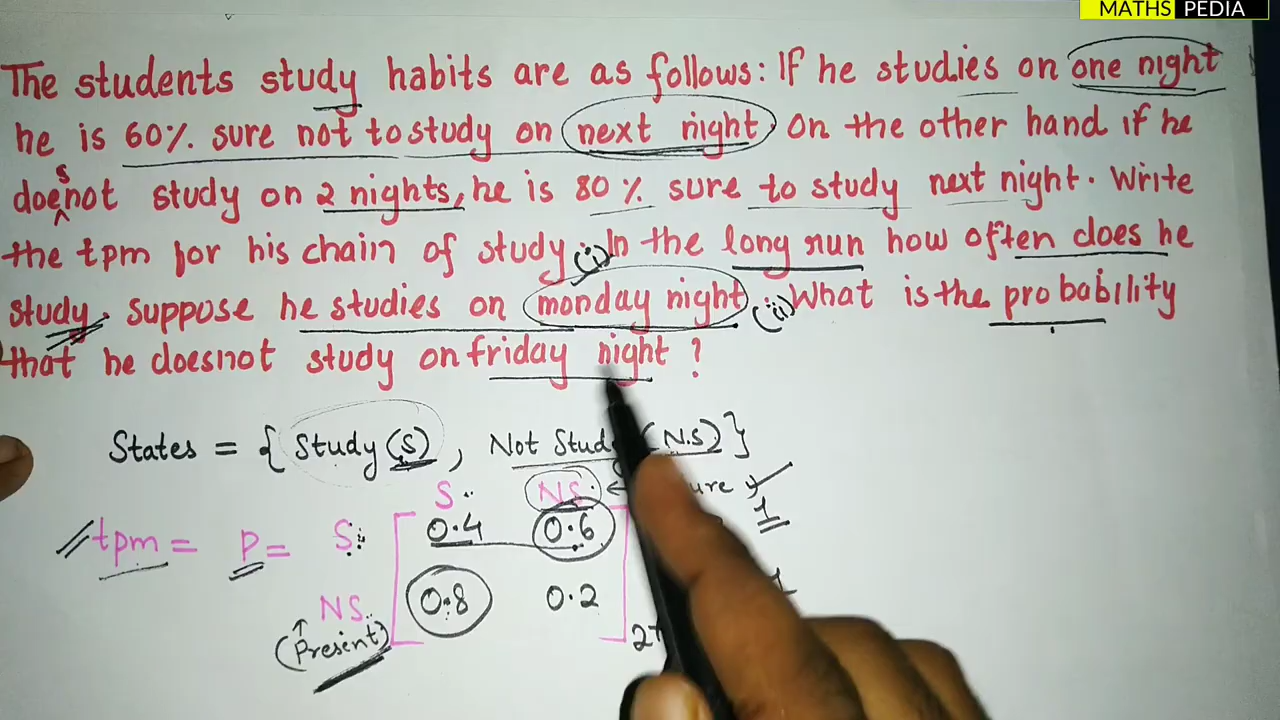 MATHS PEDIA
The students study habits are as follows: If he studies on one night
he is 60% sure not to study on next night. On the other hand if he
doesnot study on 2 nights, he is 80% sure to study next night. Write
the tpm for his chain of study. (i) In the long run how often does he
study. Suppose he studies on monday night. (ii) What is the probability
that he doesnot study on friday night ?
States = { Study (S) , Not Study (N.S) }
S NS ← ure
tpm = P = S 0.4 0.6 1
NS 0.8 0.2 1
(Present)